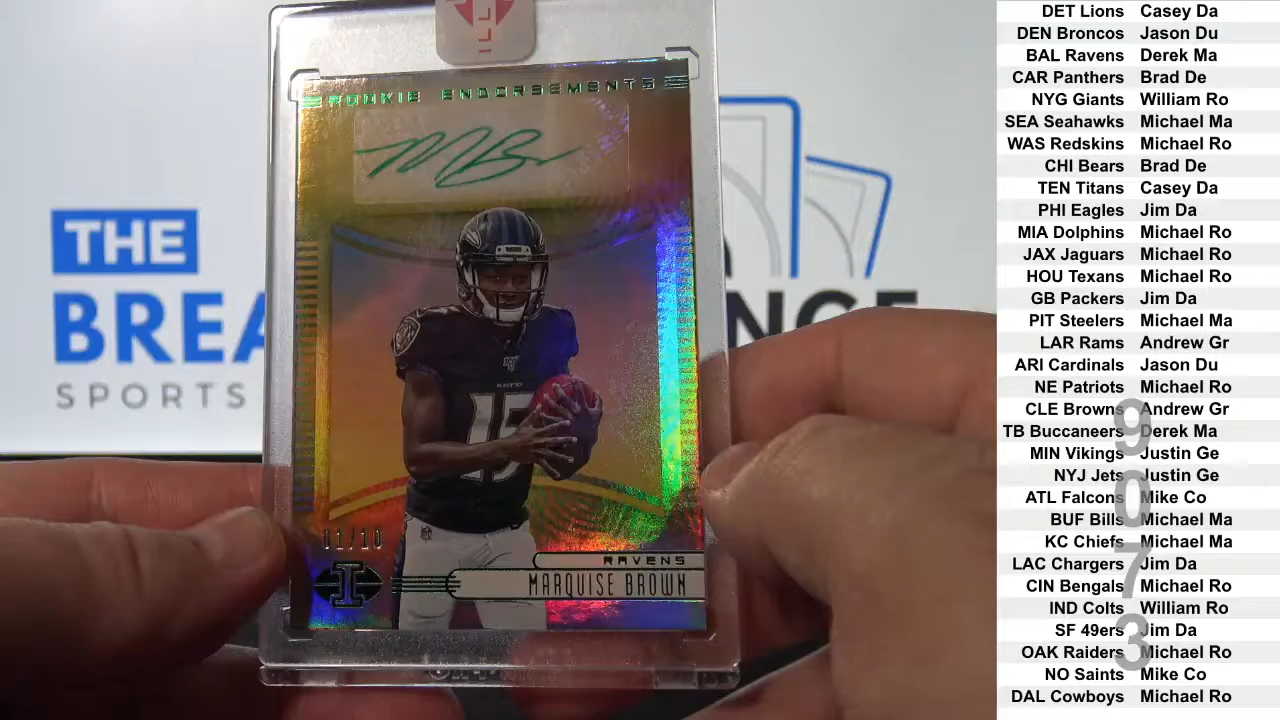 ROOKIE ENDORSEMENTS
MB
THE
SPORTS
RAVENS
15
01/10
RAVENS
MARQUISE BROWN
DET Lions Casey Da
DEN Broncos Jason Du
BAL Ravens Derek Ma
CAR Panthers Brad De
NYG Giants William Ro
SEA Seahawks Michael Ma
WAS Redskins Michael Ro
CHI Bears Brad De
TEN Titans Casey Da
PHI Eagles Jim Da
MIA Dolphins Michael Ro
JAX Jaguars Michael Ro
HOU Texans Michael Ro
GB Packers Jim Da
PIT Steelers Michael Ma
LAR Rams Andrew Gr
ARI Cardinals Jason Du
NE Patriots Michael Ro
CLE Browns Andrew Gr
TB Buccaneers Derek Ma
MIN Vikings Justin Ge
NYJ Jets Justin Ge
ATL Falcons Mike Co
BUF Bills Michael Ma
KC Chiefs Michael Ma
LAC Chargers Jim Da
CIN Bengals Michael Ro
IND Colts William Ro
SF 49ers Jim Da
OAK Raiders Michael Ro
NO Saints Mike Co
DAL Cowboys Michael Ro
9073